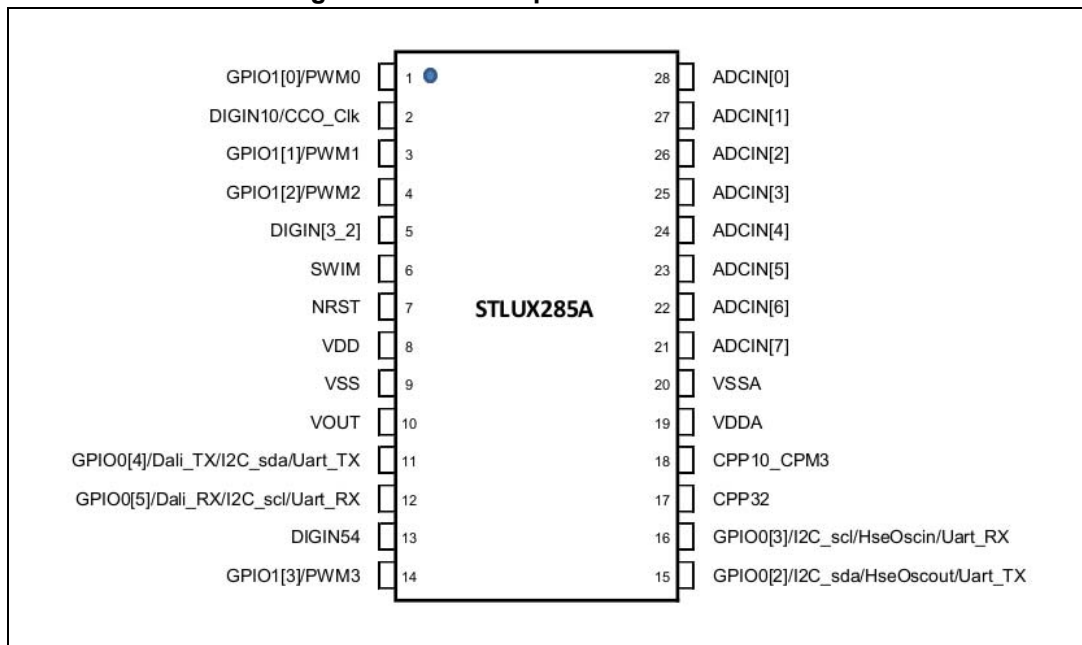 GPIO1[0]/PWM0 1 28 ADCIN[0]
DIGIN10/CCO_Clk 2 27 ADCIN[1]
GPIO1[1]/PWM1 3 26 ADCIN[2]
GPIO1[2]/PWM2 4 25 ADCIN[3]
DIGIN[3_2] 5 24 ADCIN[4]
SWIM 6 23 ADCIN[5]
NRST 7 STLUX285A 22 ADCIN[6]
VDD 8 21 ADCIN[7]
VSS 9 20 VSSA
VOUT 10 19 VDDA
GPIO0[4]/Dali_TX/I2C_sda/Uart_TX 11 18 CPP10_CPM3
GPIO0[5]/Dali_RX/I2C_scl/Uart_RX 12 17 CPP32
DIGIN54 13 16 GPIO0[3]/I2C_scl/HseOscin/Uart_RX
GPIO1[3]/PWM3 14 15 GPIO0[2]/I2C_sda/HseOscout/Uart_TX